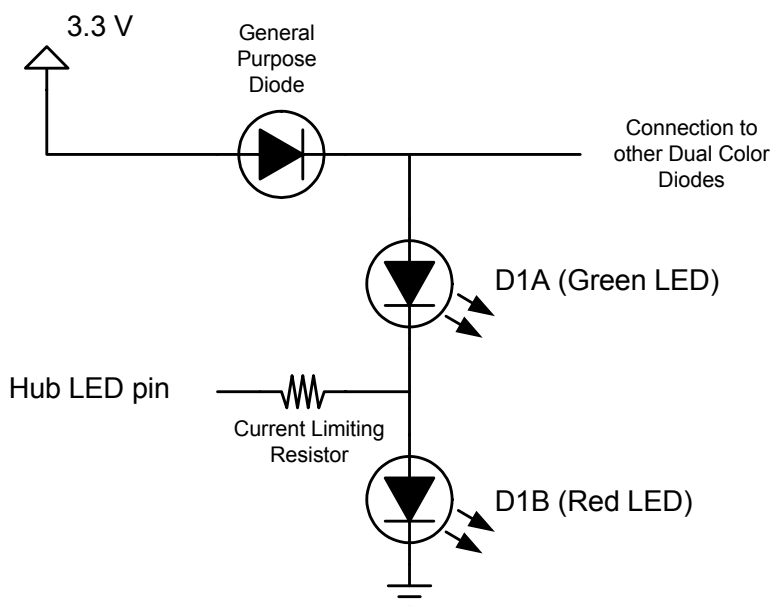 3.3 V
General
Purpose
Diode
Connection to
other Dual Color
Diodes
D1A (Green LED)
Hub LED pin
Current Limiting
Resistor
D1B (Red LED)